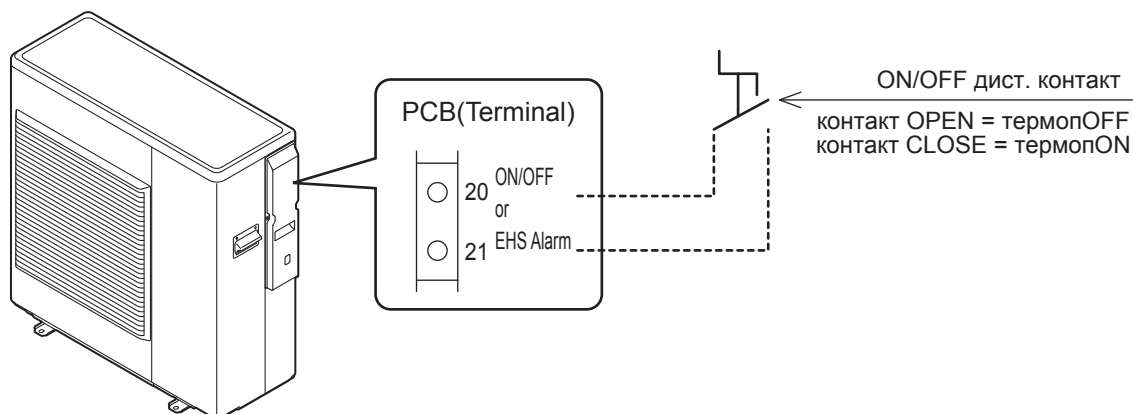 PCB(Terminal)
20 ON/OFF
or
21 EHS Alarm
ON/OFF дист. контакт
контакт OPEN = термопOFF
контакт CLOSE = термопON